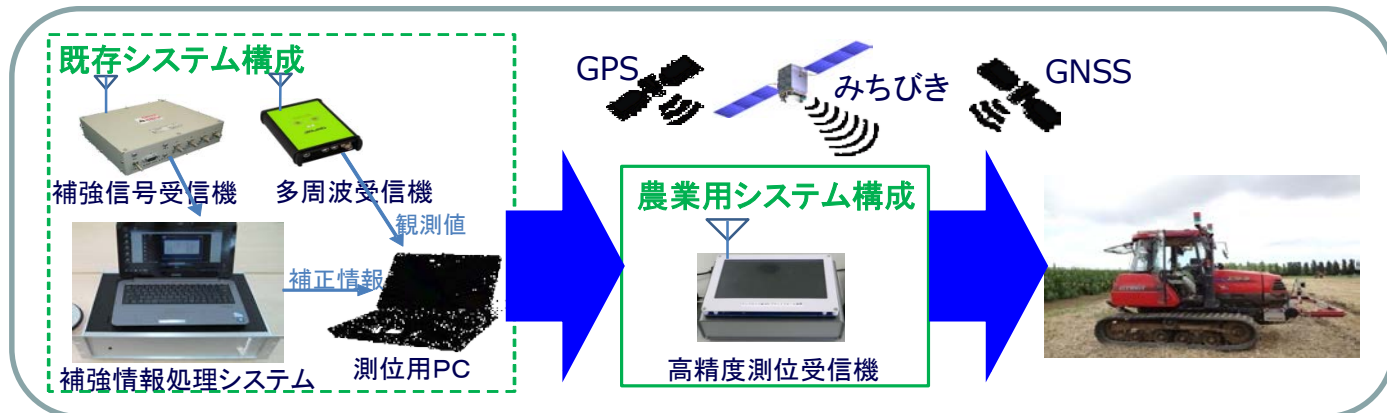 既存システム構成
補強信号受信機
多周波受信機
観測値
補正情報
補強情報処理システム
測位用PC
GPS
みちびき
GNSS
農業用システム構成
高精度測位受信機